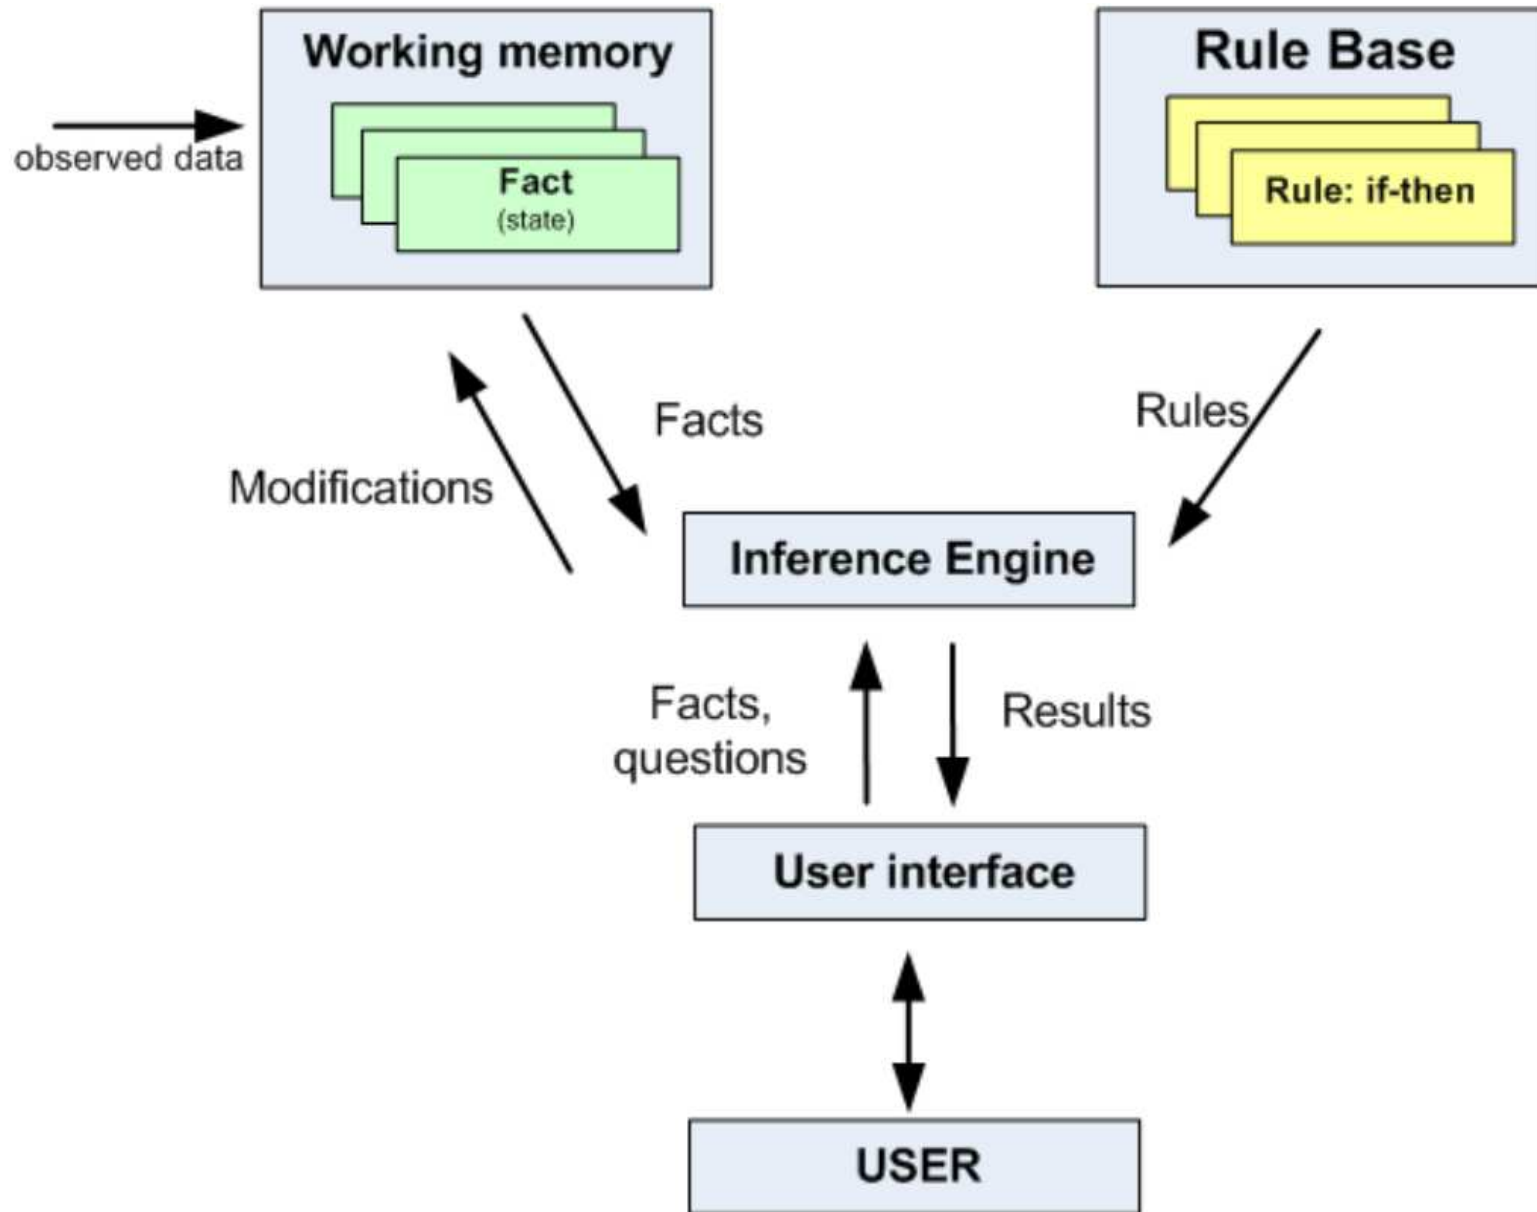 Working memory
Rule Base
observed data
Fact
(state)
Rule: if-then
Facts
Rules
Modifications
Inference Engine
Facts,
questions
Results
User interface
USER